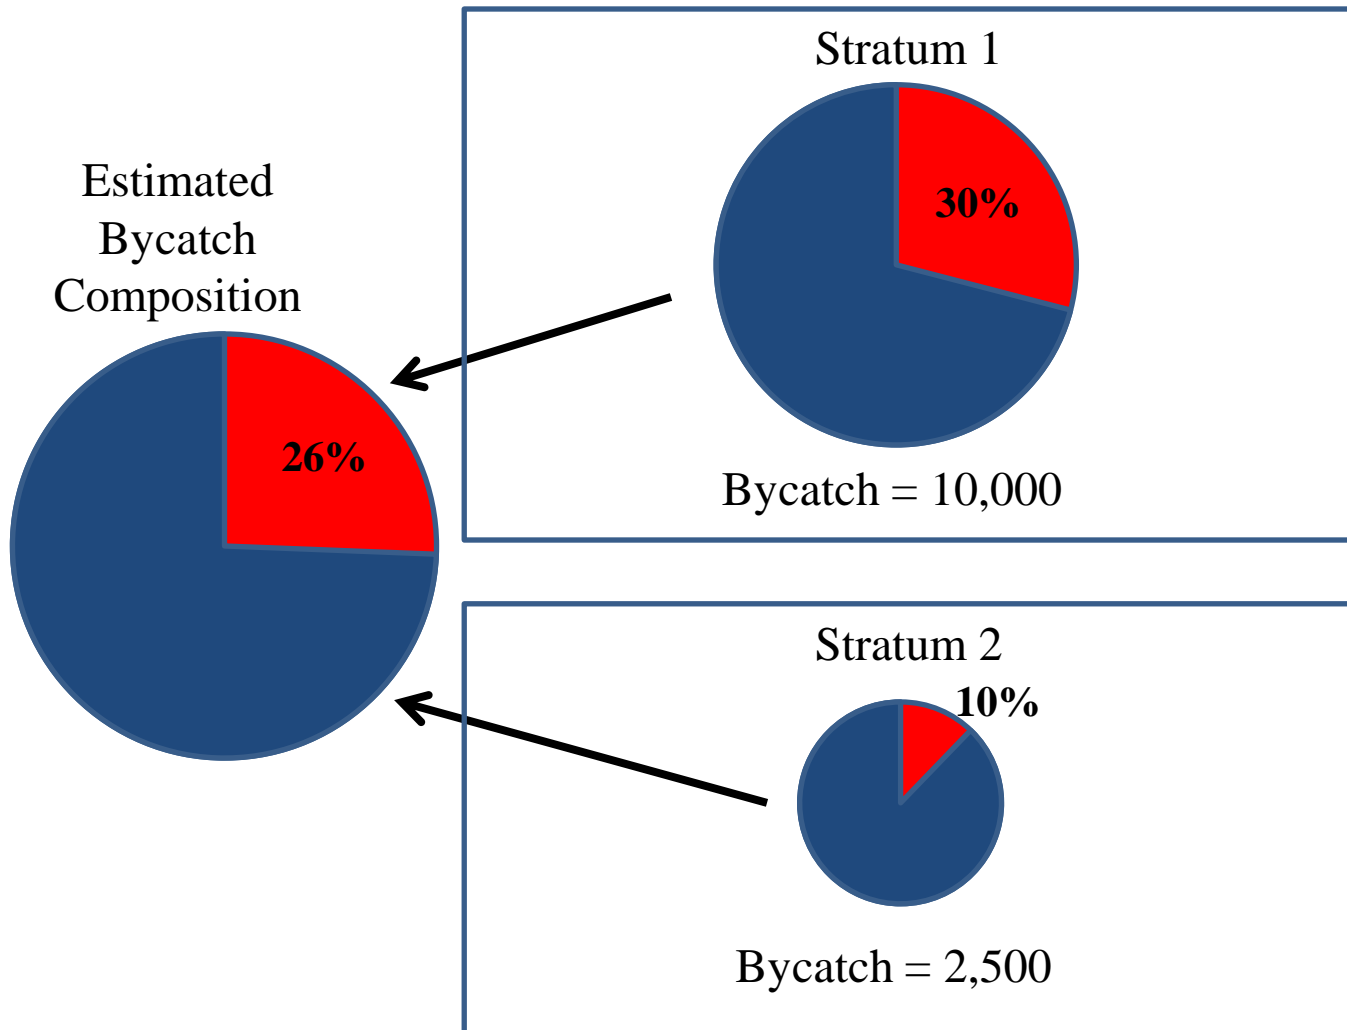 Estimated
Bycatch
Composition
26%
Stratum 1
30%
Bycatch = 10,000
Stratum 2
10%
Bycatch = 2,500